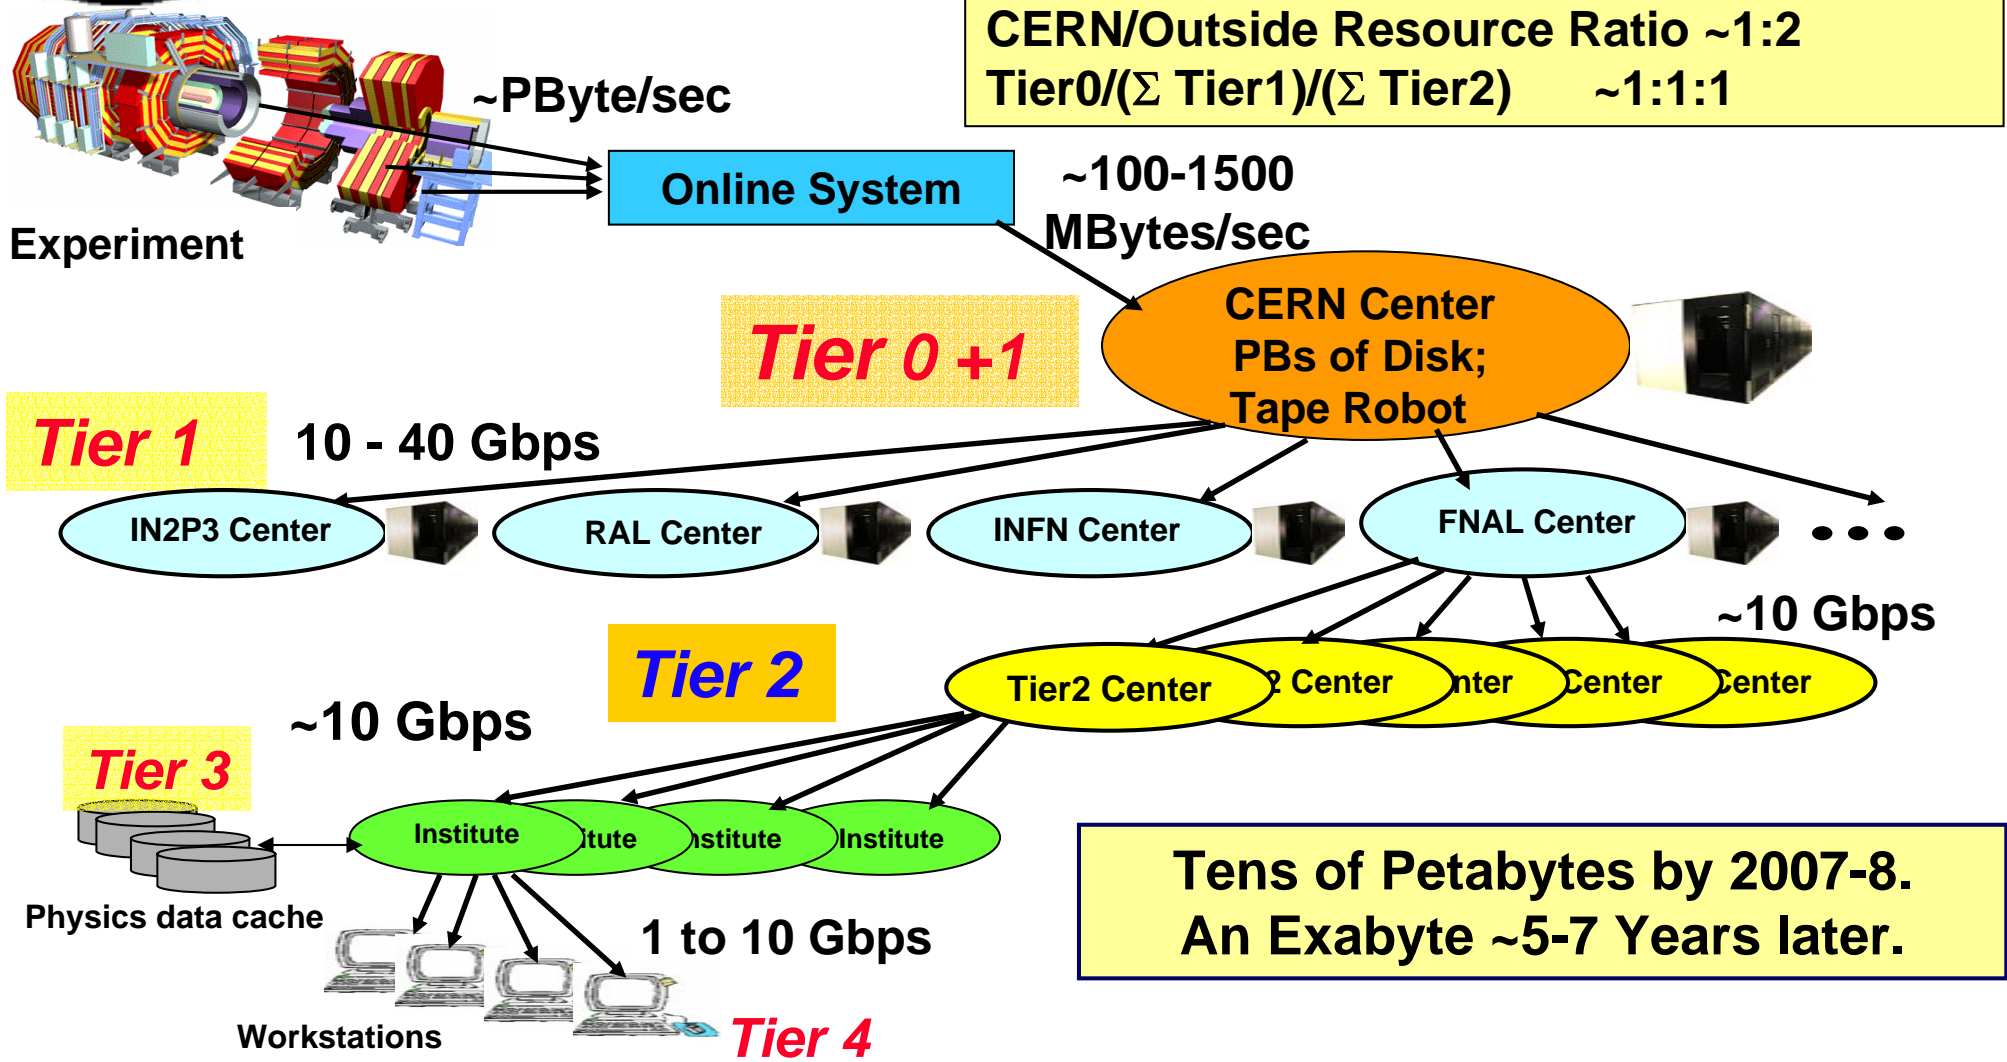 CERN/Outside Resource Ratio ~1:2
Tier0/(Σ Tier1)/(Σ Tier2) ~1:1:1
~PByte/sec
Online System
~100-1500
MBytes/sec
Experiment
CERN Center
PBs of Disk;
Tape Robot
Tier 0 +1
Tier 1
10 - 40 Gbps
IN2P3 Center
RAL Center
INFN Center
FNAL Center
~10 Gbps
Tier 2
Tier2 Center
2 Center
Center
Center
~10 Gbps
Tier 3
Institute
Institute
Physics data cache
1 to 10 Gbps
Workstations
Tier 4
Tens of Petabytes by 2007-8.
An Exabyte ~5-7 Years later.